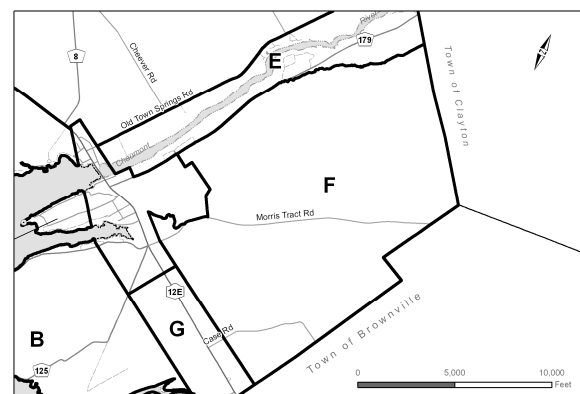 River
179
8
Cheever Rd
E
Town of Clayton
N
Old Town Springs Rd
Chaumont
F
Morris Tract Rd
12E
G
Case Rd
Town of Brownville
B
125
0 5,000 10,000
Feet